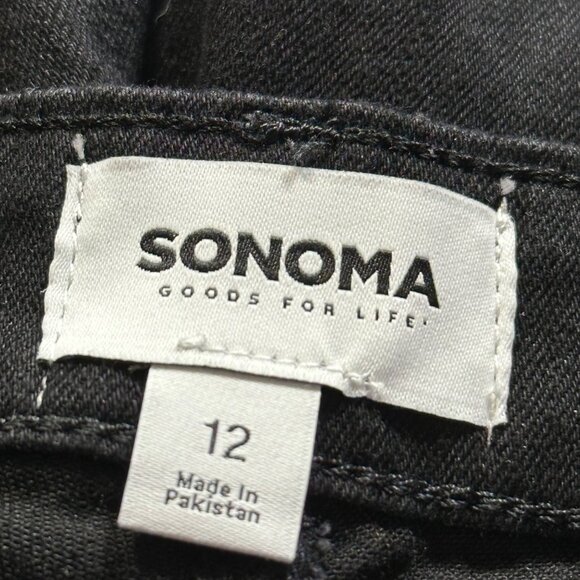 SONOMA
GOODS FOR LIFE
12
Made In
Pakistan